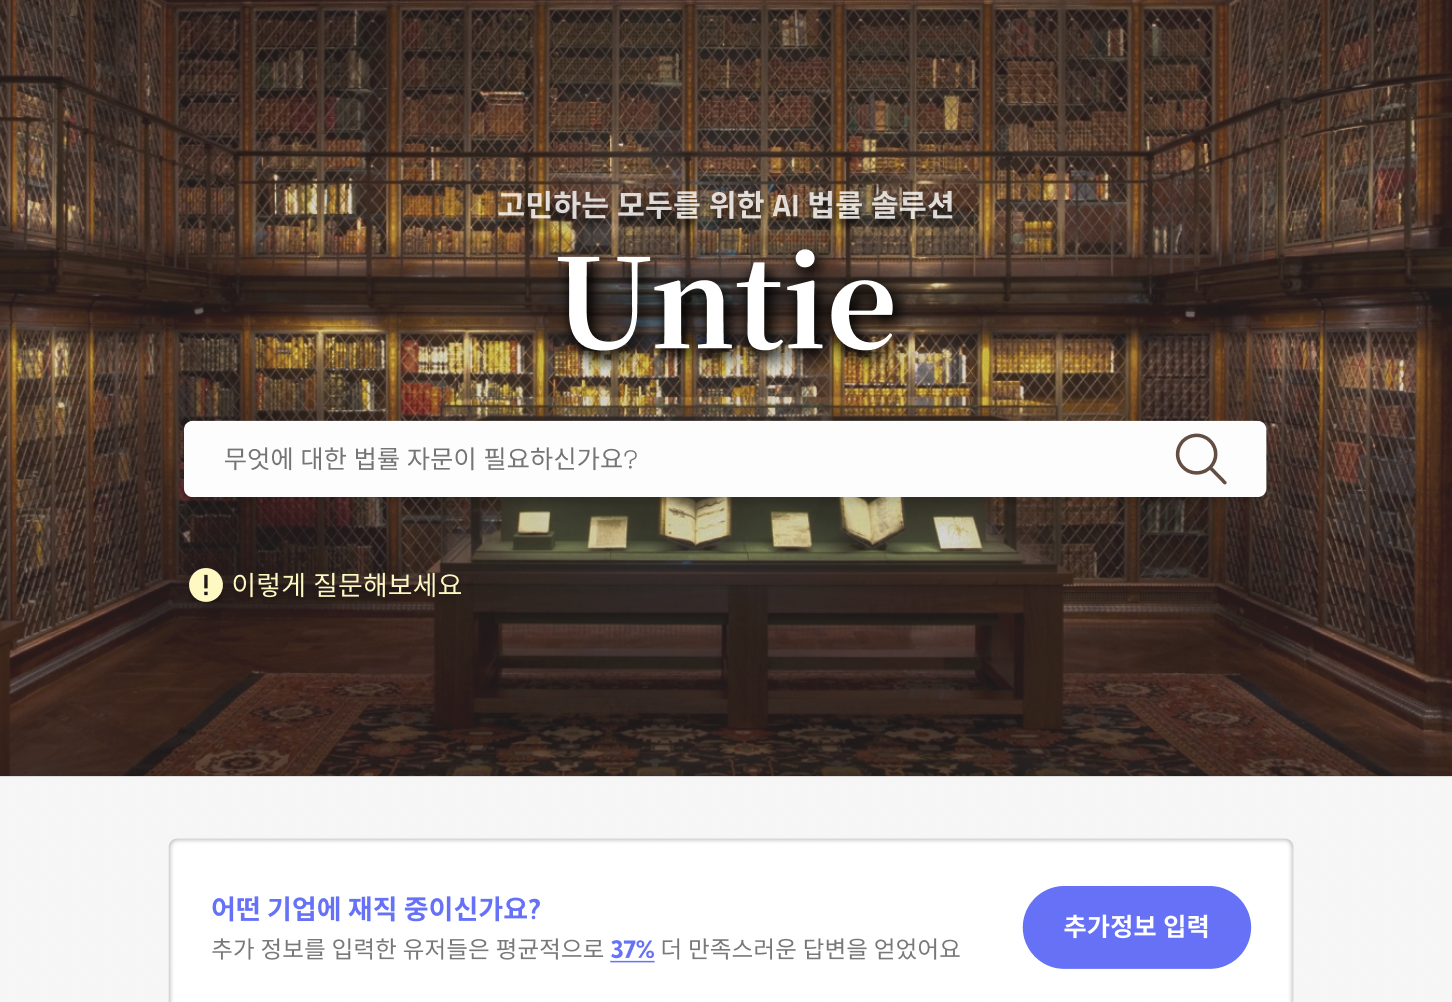 고민하는 모두를 위한 AI 법률 솔루션
Untie
무엇에 대한 법률 자문이 필요하신가요?
! 이렇게 질문해보세요
어떤 기업에 재직 중이신가요?
추가 정보를 입력한 유저들은 평균적으로 37% 더 만족스러운 답변을 얻었어요
추가정보 입력